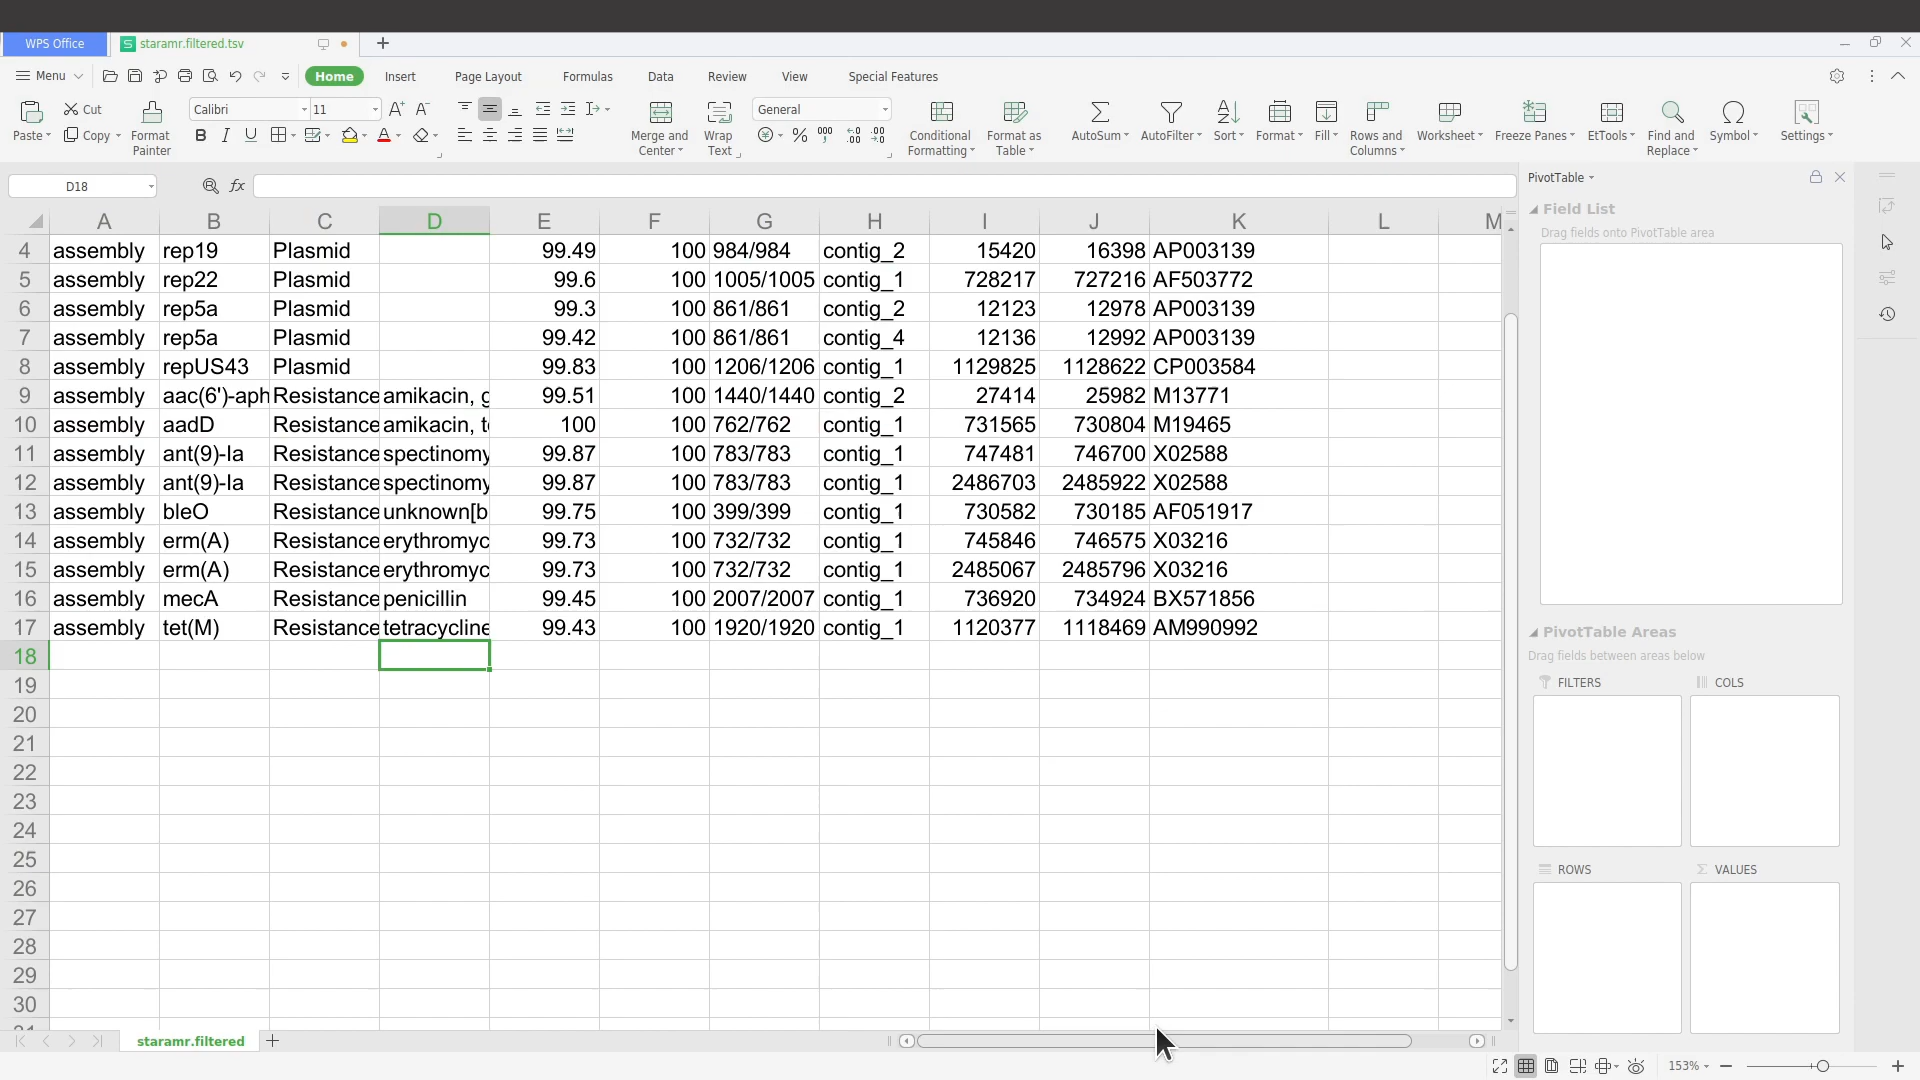 WPS Office staramr.filtered.tsv
Menu Home Insert Page Layout Formulas Data Review View Special Features
Paste Cut Copy Format Painter Calibri 11 Merge and Center Wrap Text General Conditional Formatting Format as Table AutoSum AutoFilter Sort Format Fill Rows and Columns Worksheet Freeze Panes EtTools Find and Replace Symbol Settings
D18 fx PivotTable
A B C D E F G H I J K L M
4 assembly rep19 Plasmid 99.49 100 984/984 contig_2 15420 16398 AP003139
5 assembly rep22 Plasmid 99.6 100 1005/1005 contig_1 728217 727216 AF503772
6 assembly rep5a Plasmid 99.3 100 861/861 contig_2 12123 12978 AP003139
7 assembly rep5a Plasmid 99.42 100 861/861 contig_4 12136 12992 AP003139
8 assembly repUS43 Plasmid 99.83 100 1206/1206 contig_1 1129825 1128622 CP003584
9 assembly aac(6')-aph Resistance amikacin, g 99.51 100 1440/1440 contig_2 27414 25982 M13771
10 assembly aadD Resistance amikacin, t 100 100 762/762 contig_1 731565 730804 M19465
11 assembly ant(9)-Ia Resistance spectinomy 99.87 100 783/783 contig_1 747481 746700 X02588
12 assembly ant(9)-Ia Resistance spectinomy 99.87 100 783/783 contig_1 2486703 2485922 X02588
13 assembly bleO Resistance unknown[b 99.75 100 399/399 contig_1 730582 730185 AF051917
14 assembly erm(A) Resistance erythromyc 99.73 100 732/732 contig_1 745846 746575 X03216
15 assembly erm(A) Resistance erythromyc 99.73 100 732/732 contig_1 2485067 2485796 X03216
16 assembly mecA Resistance penicillin 99.45 100 2007/2007 contig_1 736920 734924 BX571856
17 assembly tet(M) Resistance tetracycline 99.43 100 1920/1920 contig_1 1120377 1118469 AM990992
18
19
20
21
22
23
24
25
26
27
28
29
30
31
Field List
Drag fields onto PivotTable area
PivotTable Areas
Drag fields between areas below
FILTERS COLS
ROWS VALUES
staramr.filtered
153%